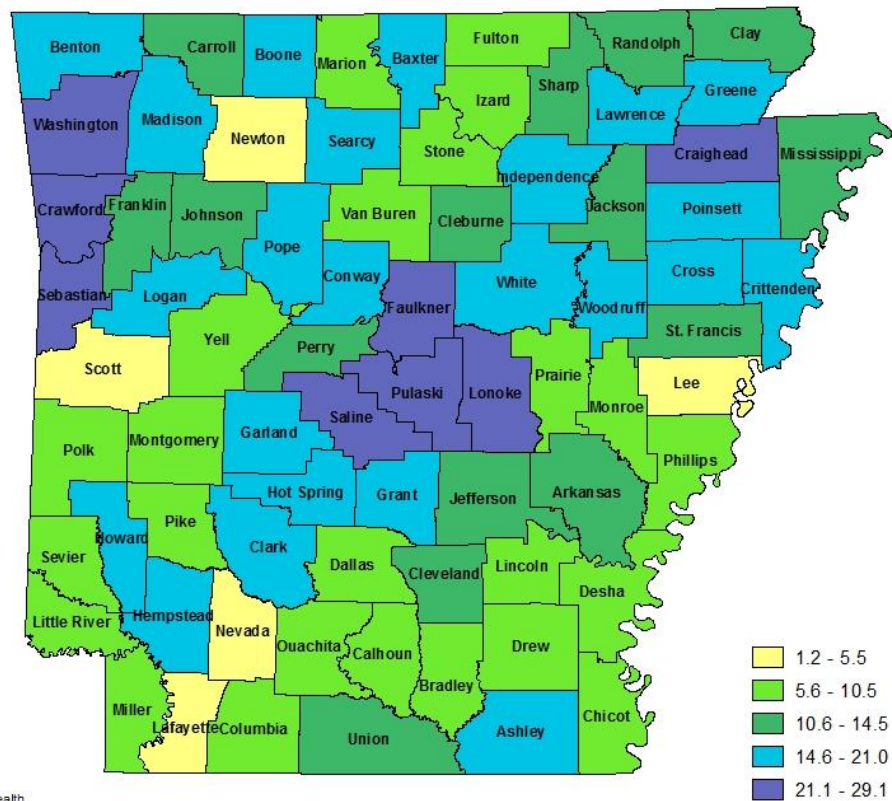 Benton
Carroll
Boone
Marion
Baxter
Fulton
Randolph
Clay
Sharp
Izard
Lawrence
Greene
Washington
Madison
Newton
Searcy
Stone
Independence
Craighead
Mississippi
Crawford
Franklin
Johnson
Van Buren
Cleburne
Jackson
Poinsett
Pope
Conway
Sebastian
Logan
Faulkner
White
Woodruff
Cross
Crittenden
Yell
Perry
St. Francis
Scott
Pulaski
Lonoke
Prairie
Monroe
Lee
Saline
Garland
Polk
Montgomery
Phillips
Hot Spring
Grant
Jefferson
Arkansas
Howard
Pike
Clark
Sevier
Dallas
Cleveland
Lincoln
Desha
Little River
Hempstead
Nevada
Ouachita
Calhoun
Bradley
Drew
Miller
Lafayette
Columbia
Union
Ashley
Chicot
1.2 - 5.5
5.6 - 10.5
10.6 - 14.5
14.6 - 21.0
21.1 - 29.1